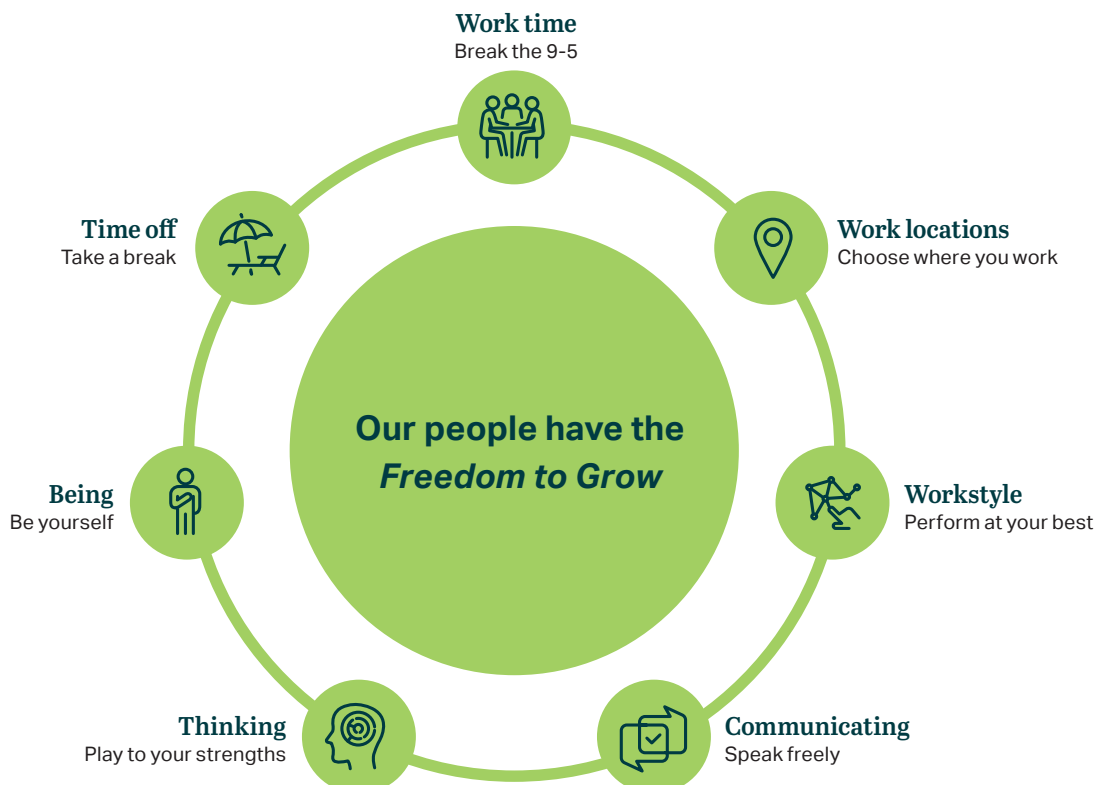 Work time
Break the 9-5
Work locations
Choose where you work
Workstyle
Perform at your best
Communicating
Speak freely
Thinking
Play to your strengths
Being
Be yourself
Time off
Take a break
Our people have the
Freedom to Grow